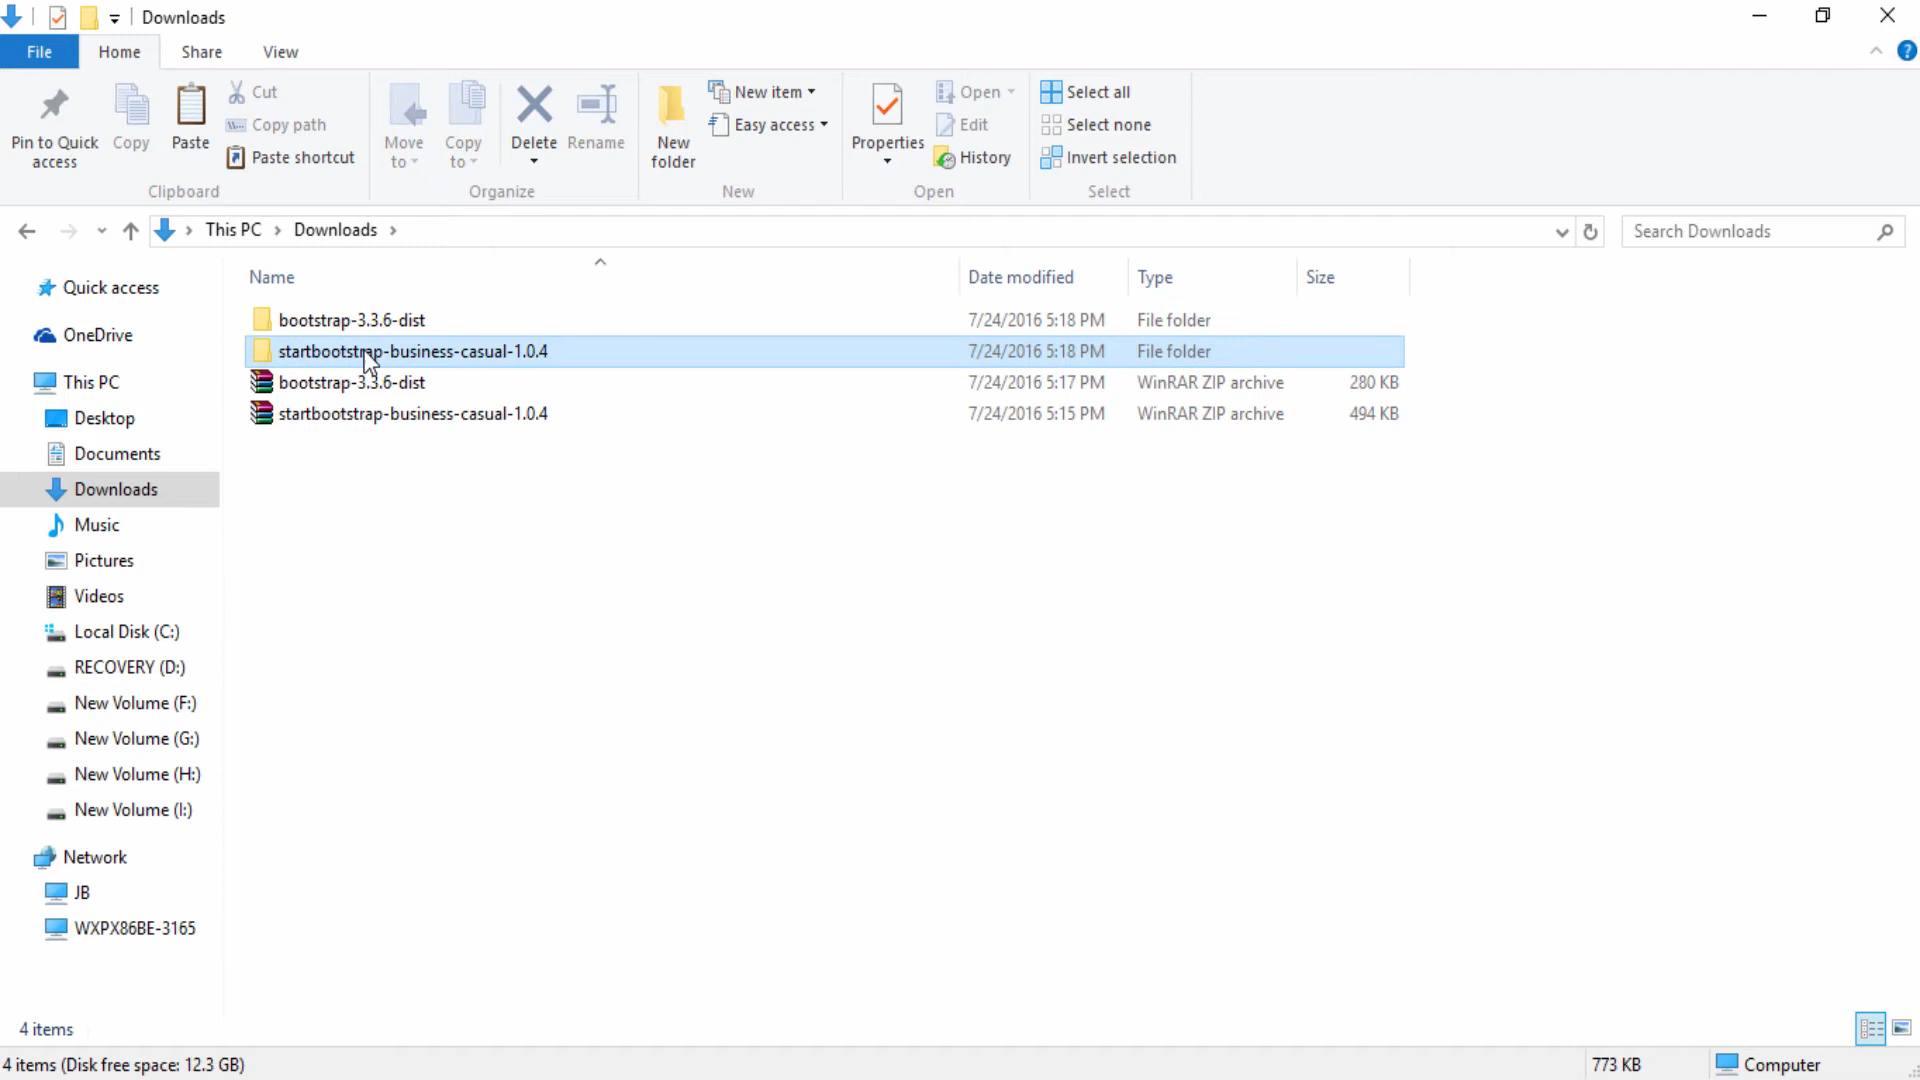 Downloads
File Home Share View
Pin to Quick access
Copy
Paste
Cut
Copy path
Paste shortcut
Clipboard
Move to
Copy to
Delete
Rename
Organize
New folder
New item
Easy access
New
Properties
Open
Edit
History
Open
Select all
Select none
Invert selection
Select
This PC Downloads
Search Downloads
Quick access
OneDrive
This PC
Desktop
Documents
Downloads
Music
Pictures
Videos
Local Disk (C:)
RECOVERY (D:)
New Volume (F:)
New Volume (G:)
New Volume (H:)
New Volume (I:)
Network
JB
WXPX86BE-3165
Name Date modified Type Size
bootstrap-3.3.6-dist 7/24/2016 5:18 PM File folder
startbootstrap-business-casual-1.0.4 7/24/2016 5:18 PM File folder
bootstrap-3.3.6-dist 7/24/2016 5:17 PM WinRAR ZIP archive 280 KB
startbootstrap-business-casual-1.0.4 7/24/2016 5:15 PM WinRAR ZIP archive 494 KB
4 items
4 items (Disk free space: 12.3 GB) 773 KB Computer